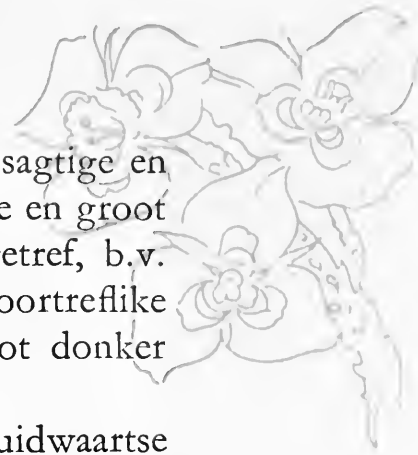 sagtige en
e en groot
etref, b.v.
oortreflike
ot donker
uidwaartse